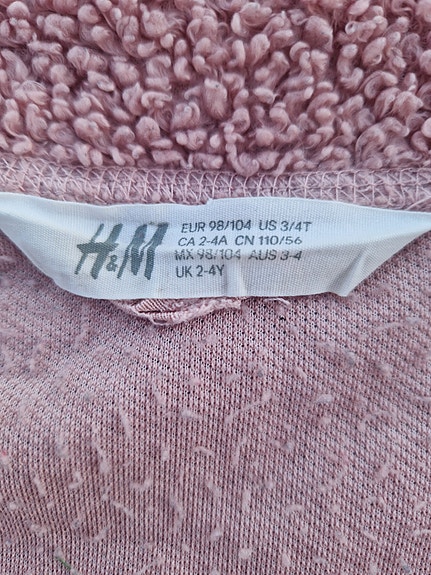 H&M
EUR 98/104 US 3/4T
CA 2-4A CN 110/56
MX 98/104 AUS 3-4
UK 2-4Y